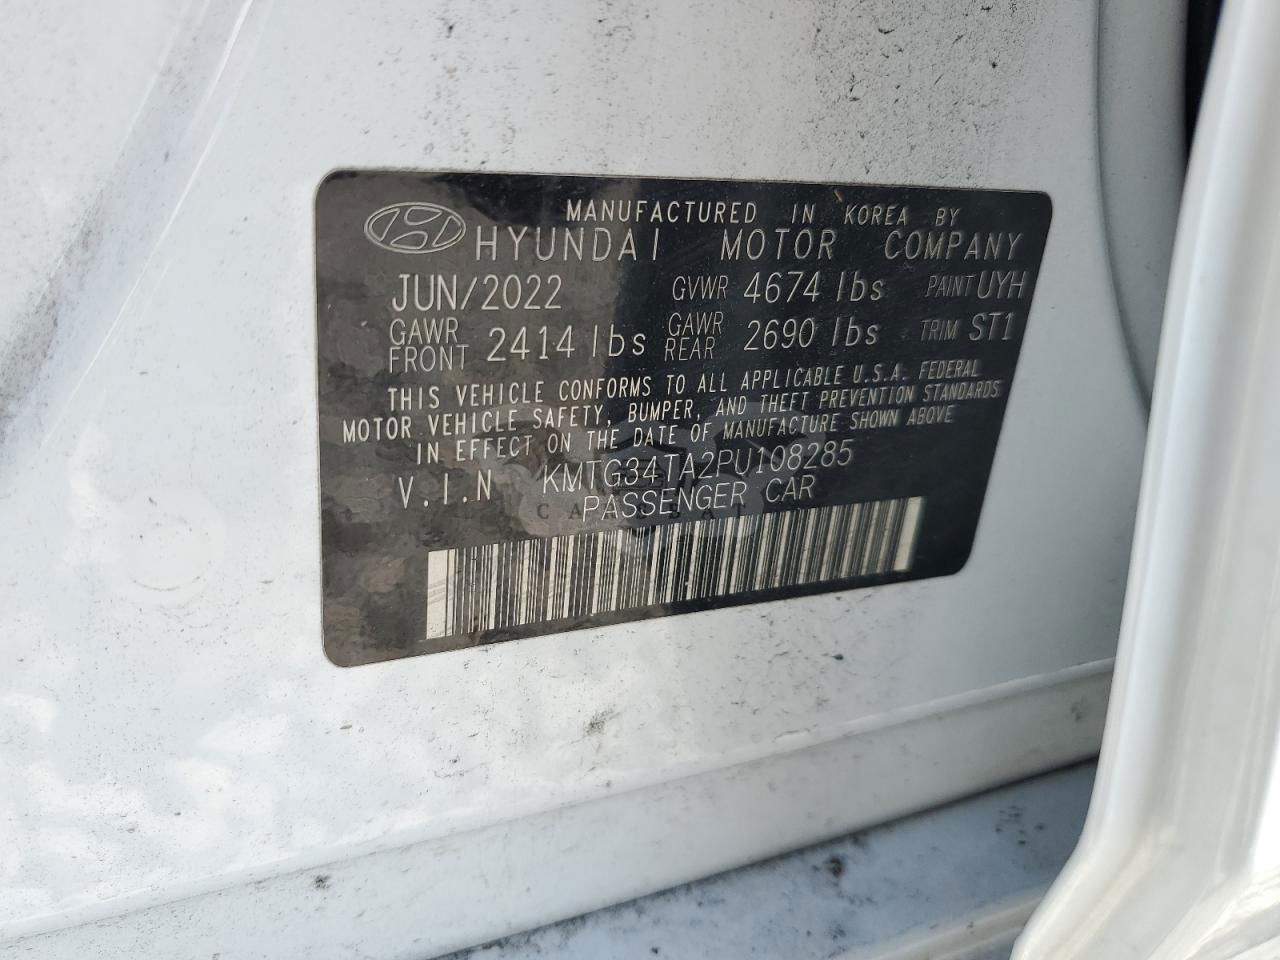 MANUFACTURED IN KOREA BY
HYUNDAI MOTOR COMPANY
JUN/2022 GVWR 4674 lbs PAINT UYH
GAWR FRONT 2414 lbs GAWR REAR 2690 lbs TRIM ST1
THIS VEHICLE CONFORMS TO ALL APPLICABLE U.S.A. FEDERAL
MOTOR VEHICLE SAFETY, BUMPER, AND THEFT PREVENTION STANDARDS
IN EFFECT ON THE DATE OF MANUFACTURE SHOWN ABOVE
V.I.N KMTG34TA2PU108285
PASSENGER CAR